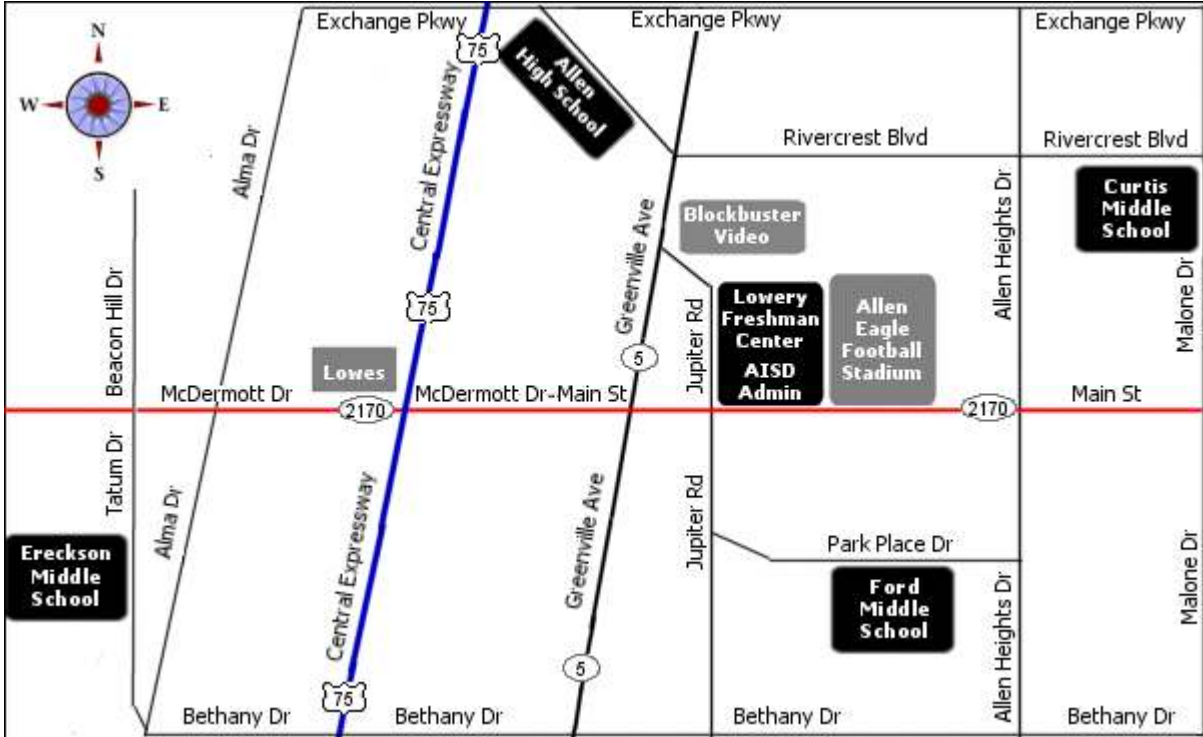 Exchange Pkwy
Exchange Pkwy
Exchange Pkwy
N
W
E
S
75
Allen
High School
Central Expressway
Alma Dr
Rivercrest Blvd
Rivercrest Blvd
Curtis
Middle
School
Blockbuster
Video
Greenville Ave
Allen Heights Dr
Malone Dr
Beacon Hill Dr
75
Lowery
Freshman
Center
AISD
Admin
Allen
Eagle
Football
Stadium
Jupiter Rd
5
Lowes
McDermott Dr
2170
McDermott Dr-Main St
2170
Main St
Tatum Dr
Alma Dr
Central Expressway
Greenville Ave
Jupiter Rd
Park Place Dr
Ereckson
Middle
School
Ford
Middle
School
Allen Heights Dr
Malone Dr
5
75
Bethany Dr
Bethany Dr
Bethany Dr
Bethany Dr